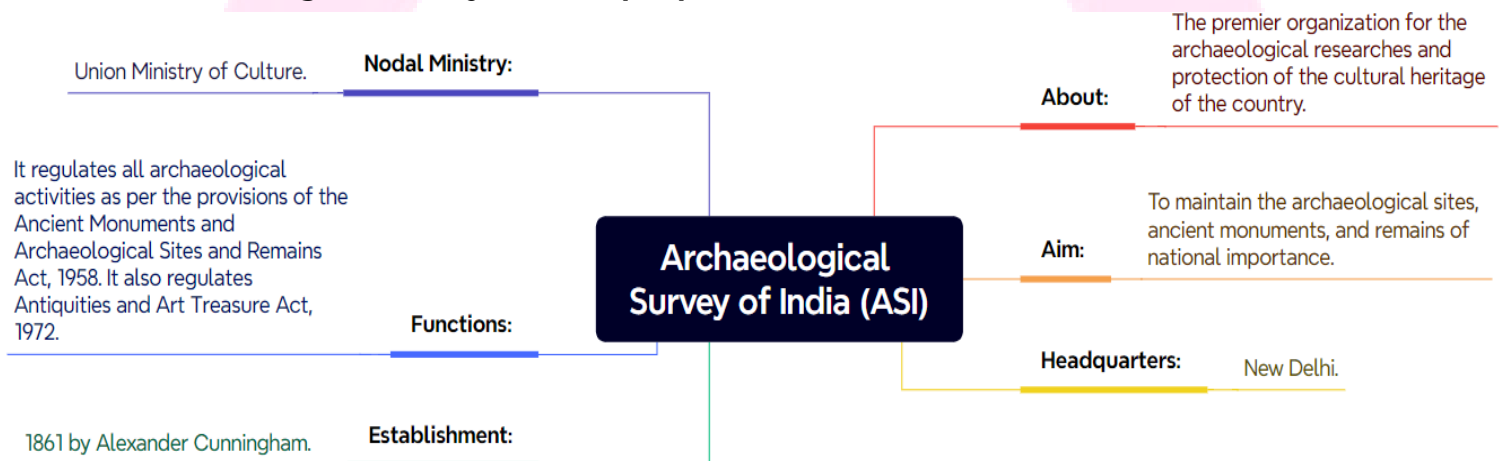 Union Ministry of Culture.
Nodal Ministry:
It regulates all archaeological
activities as per the provisions of the
Ancient Monuments and
Archaeological Sites and Remains
Act, 1958. It also regulates
Antiquities and Art Treasure Act,
1972.
Functions:
1861 by Alexander Cunningham.
Establishment:
Archaeological
Survey of India (ASI)
About:
The premier organization for the
archaeological researches and
protection of the cultural heritage
of the country.
Aim:
To maintain the archaeological sites,
ancient monuments, and remains of
national importance.
Headquarters:
New Delhi.